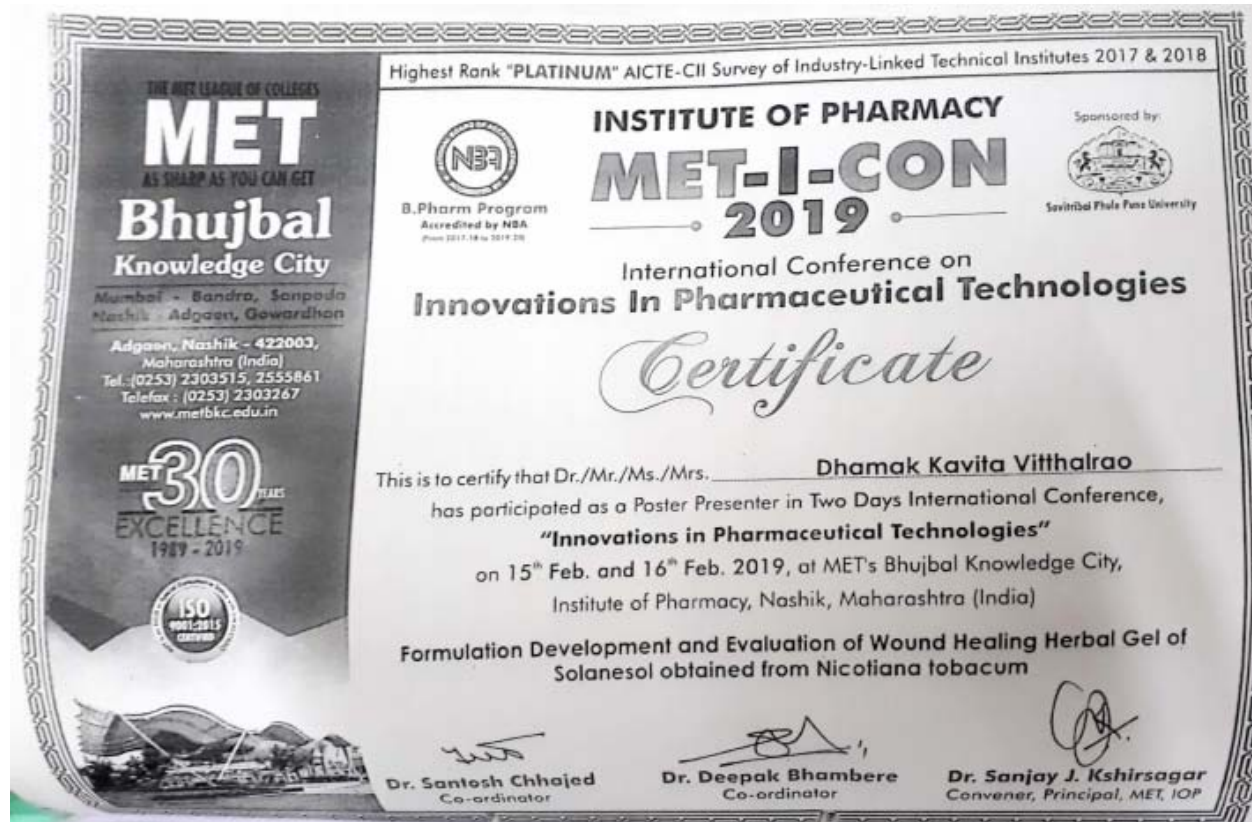 THE MET LEAGUE OF COLLEGES
MET
AS SHARP AS YOU CAN GET
Bhujbal
Knowledge City
Mumbai - Bandra, Sanpada
Nashik - Adgaon, Gowardhan
Adgaon, Nashik - 422003,
Maharashtra (India)
Tel.:(0253) 2303515, 2555861
Telefax : (0253) 2303267
www.metbkc.edu.in
MET 30 YEARS
EXCELLENCE
1989 - 2019
ISO
9001:2015
CERTIFIED
Highest Rank "PLATINUM" AICTE-CII Survey of Industry-Linked Technical Institutes 2017 & 2018
NBA
B.Pharm Program
Accredited by NBA
(From 2017-18 to 2019-20)
INSTITUTE OF PHARMACY
MET-I-CON
2019
Sponsored by:
Savitribai Phule Pune University
International Conference on
Innovations In Pharmaceutical Technologies
Certificate
This is to certify that Dr./Mr./Ms./Mrs. Dhamak Kavita Vitthalrao
has participated as a Poster Presenter in Two Days International Conference,
"Innovations in Pharmaceutical Technologies"
on 15th Feb. and 16th Feb. 2019, at MET's Bhujbal Knowledge City,
Institute of Pharmacy, Nashik, Maharashtra (India)
Formulation Development and Evaluation of Wound Healing Herbal Gel of
Solanesol obtained from Nicotiana tobacum
Dr. Santosh Chhajed
Co-ordinator
Dr. Deepak Bhambere
Co-ordinator
Dr. Sanjay J. Kshirsagar
Convener, Principal, MET, IOP